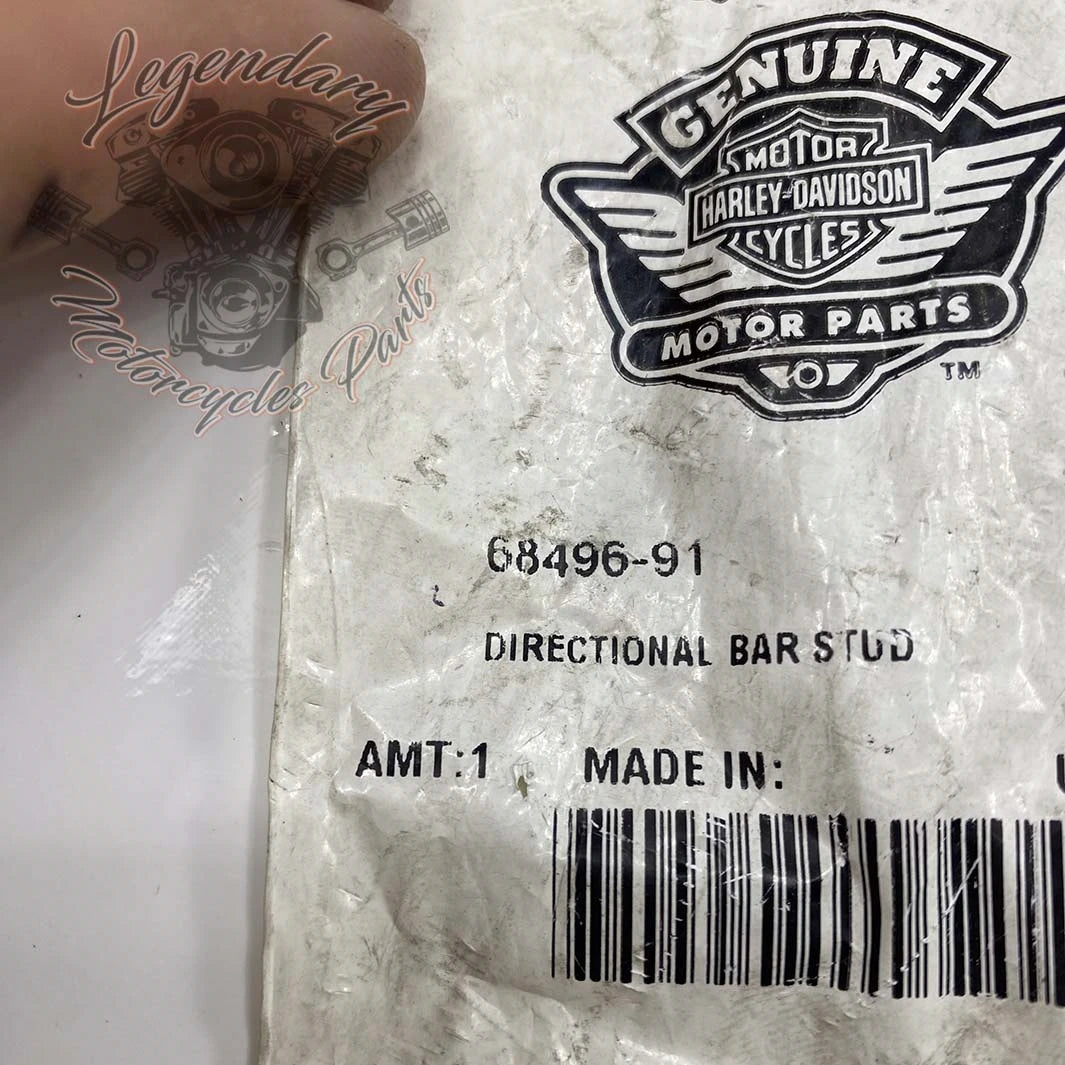 Legendary
Motorcycles Parts
GENUINE
MOTOR
HARLEY-DAVIDSON
CYCLES
MOTOR PARTS
TM
68496-91
DIRECTIONAL BAR STUD
AMT:1 MADE IN: